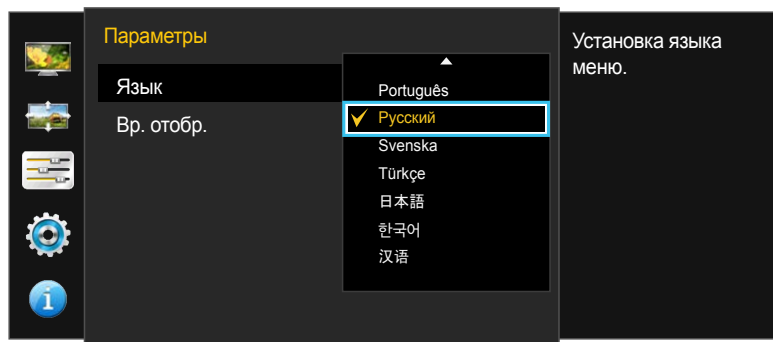 Параметры
Язык
Вр. отобр.
Português
Русский
Svenska
Türkçe
日本語
한국어
汉语
Установка языка
меню.